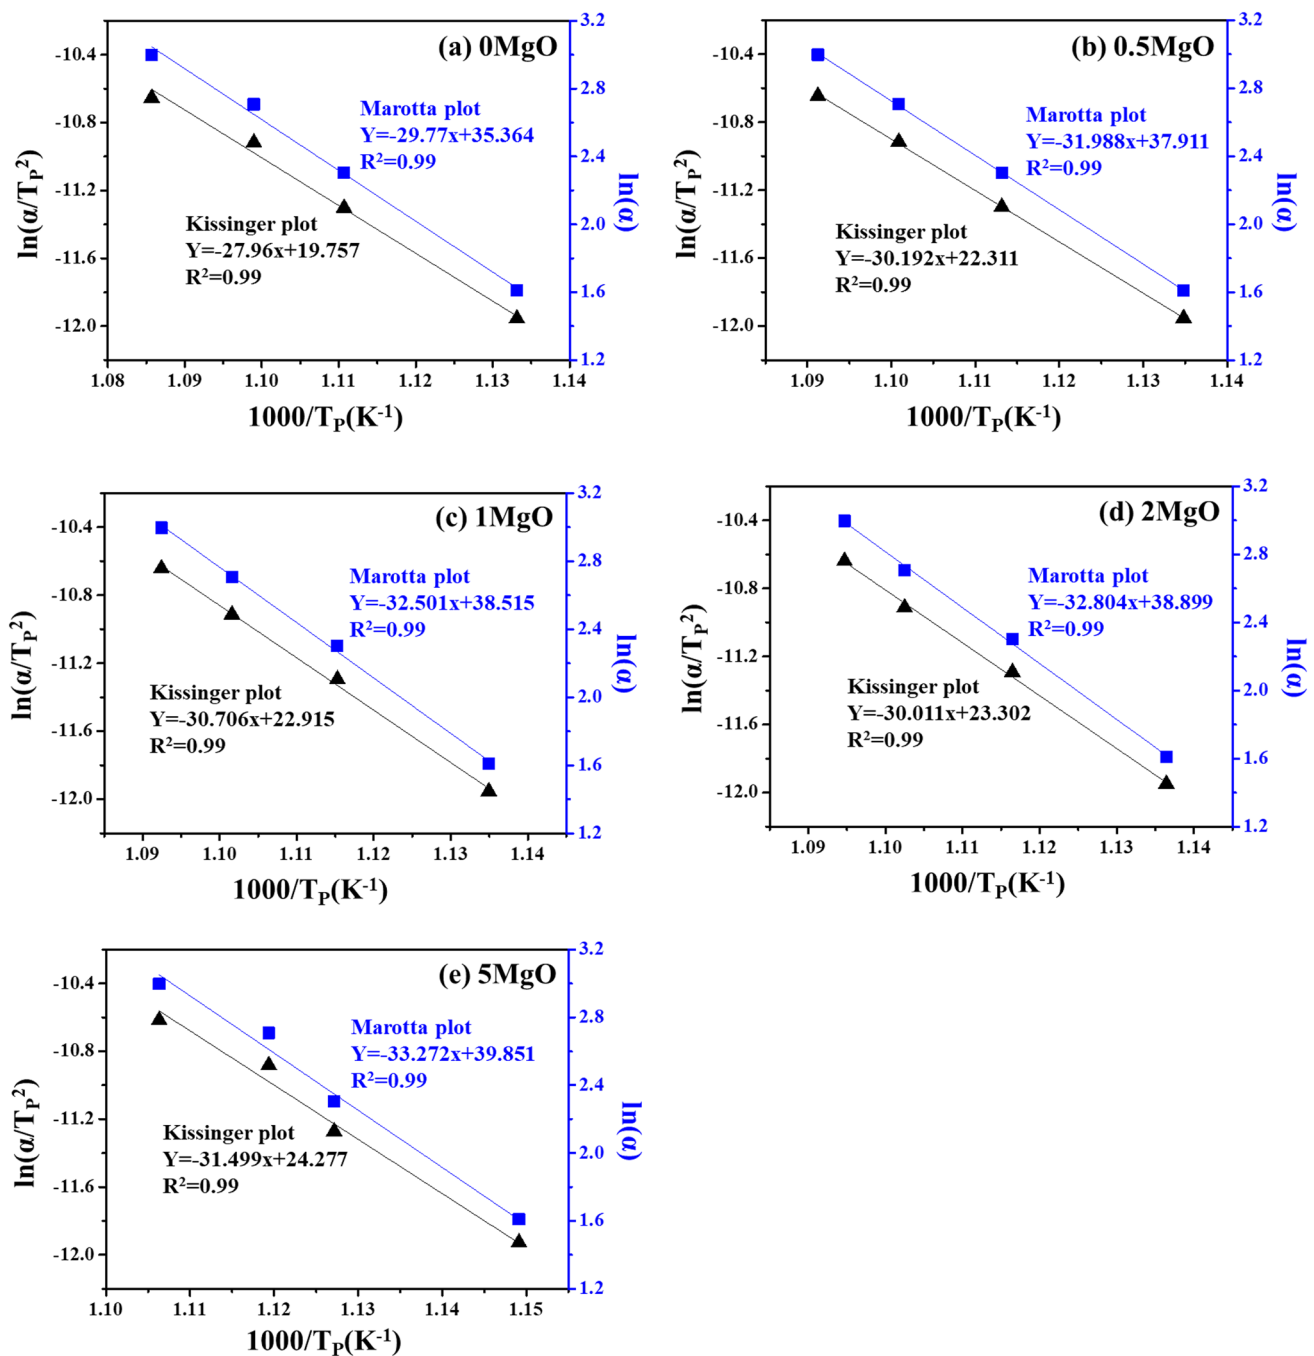 (a) 0MgO
ln(α/T_P²)
-10.4
-10.8
-11.2
-11.6
-12.0
3.2
2.8
2.4
2.0
1.6
1.2
ln(α)
Marotta plot
Y=-29.77x+35.364
R²=0.99
Kissinger plot
Y=-27.96x+19.757
R²=0.99
1.08 1.09 1.10 1.11 1.12 1.13 1.14
1000/T_P(K⁻¹)
(b) 0.5MgO
ln(α/T_P²)
-10.4
-10.8
-11.2
-11.6
-12.0
3.2
2.8
2.4
2.0
1.6
1.2
ln(α)
Marotta plot
Y=-31.988x+37.911
R²=0.99
Kissinger plot
Y=-30.192x+22.311
R²=0.99
1.09 1.10 1.11 1.12 1.13 1.14
1000/T_P(K⁻¹)
(c) 1MgO
ln(α/T_P²)
-10.4
-10.8
-11.2
-11.6
-12.0
3.2
2.8
2.4
2.0
1.6
1.2
ln(α)
Marotta plot
Y=-32.501x+38.515
R²=0.99
Kissinger plot
Y=-30.706x+22.915
R²=0.99
1.09 1.10 1.11 1.12 1.13 1.14
1000/T_P(K⁻¹)
(d) 2MgO
ln(α/T_P²)
-10.4
-10.8
-11.2
-11.6
-12.0
3.2
2.8
2.4
2.0
1.6
1.2
ln(α)
Marotta plot
Y=-32.804x+38.899
R²=0.99
Kissinger plot
Y=-30.011x+23.302
R²=0.99
1.09 1.10 1.11 1.12 1.13 1.14
1000/T_P(K⁻¹)
(e) 5MgO
ln(α/T_P²)
-10.4
-10.8
-11.2
-11.6
-12.0
3.2
2.8
2.4
2.0
1.6
1.2
ln(α)
Marotta plot
Y=-33.272x+39.851
R²=0.99
Kissinger plot
Y=-31.499x+24.277
R²=0.99
1.10 1.11 1.12 1.13 1.14 1.15
1000/T_P(K⁻¹)